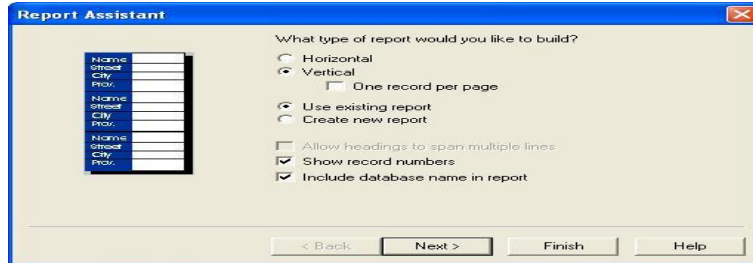 Report Assistant
What type of report would you like to build?
Horizontal
Vertical
One record per page
Use existing report
Create new report
Allow headings to span multiple lines
Show record numbers
Include database name in report
Name
Street
City
Prov.
Name
Street
City
Prov.
Name
Street
City
Prov.
< Back
Next >
Finish
Help